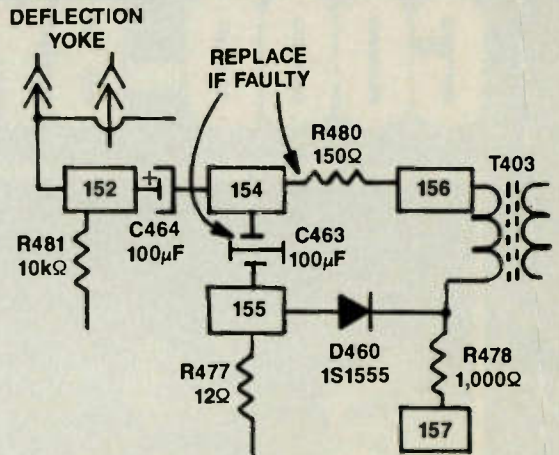 DEFLECTION
YOKE
REPLACE
IF FAULTY
R480
150Ω
T403
152
+
154
156
C464
100µF
C463
100µF
R481
10kΩ
155
D460
1S1555
R477
12Ω
R478
1,000Ω
157